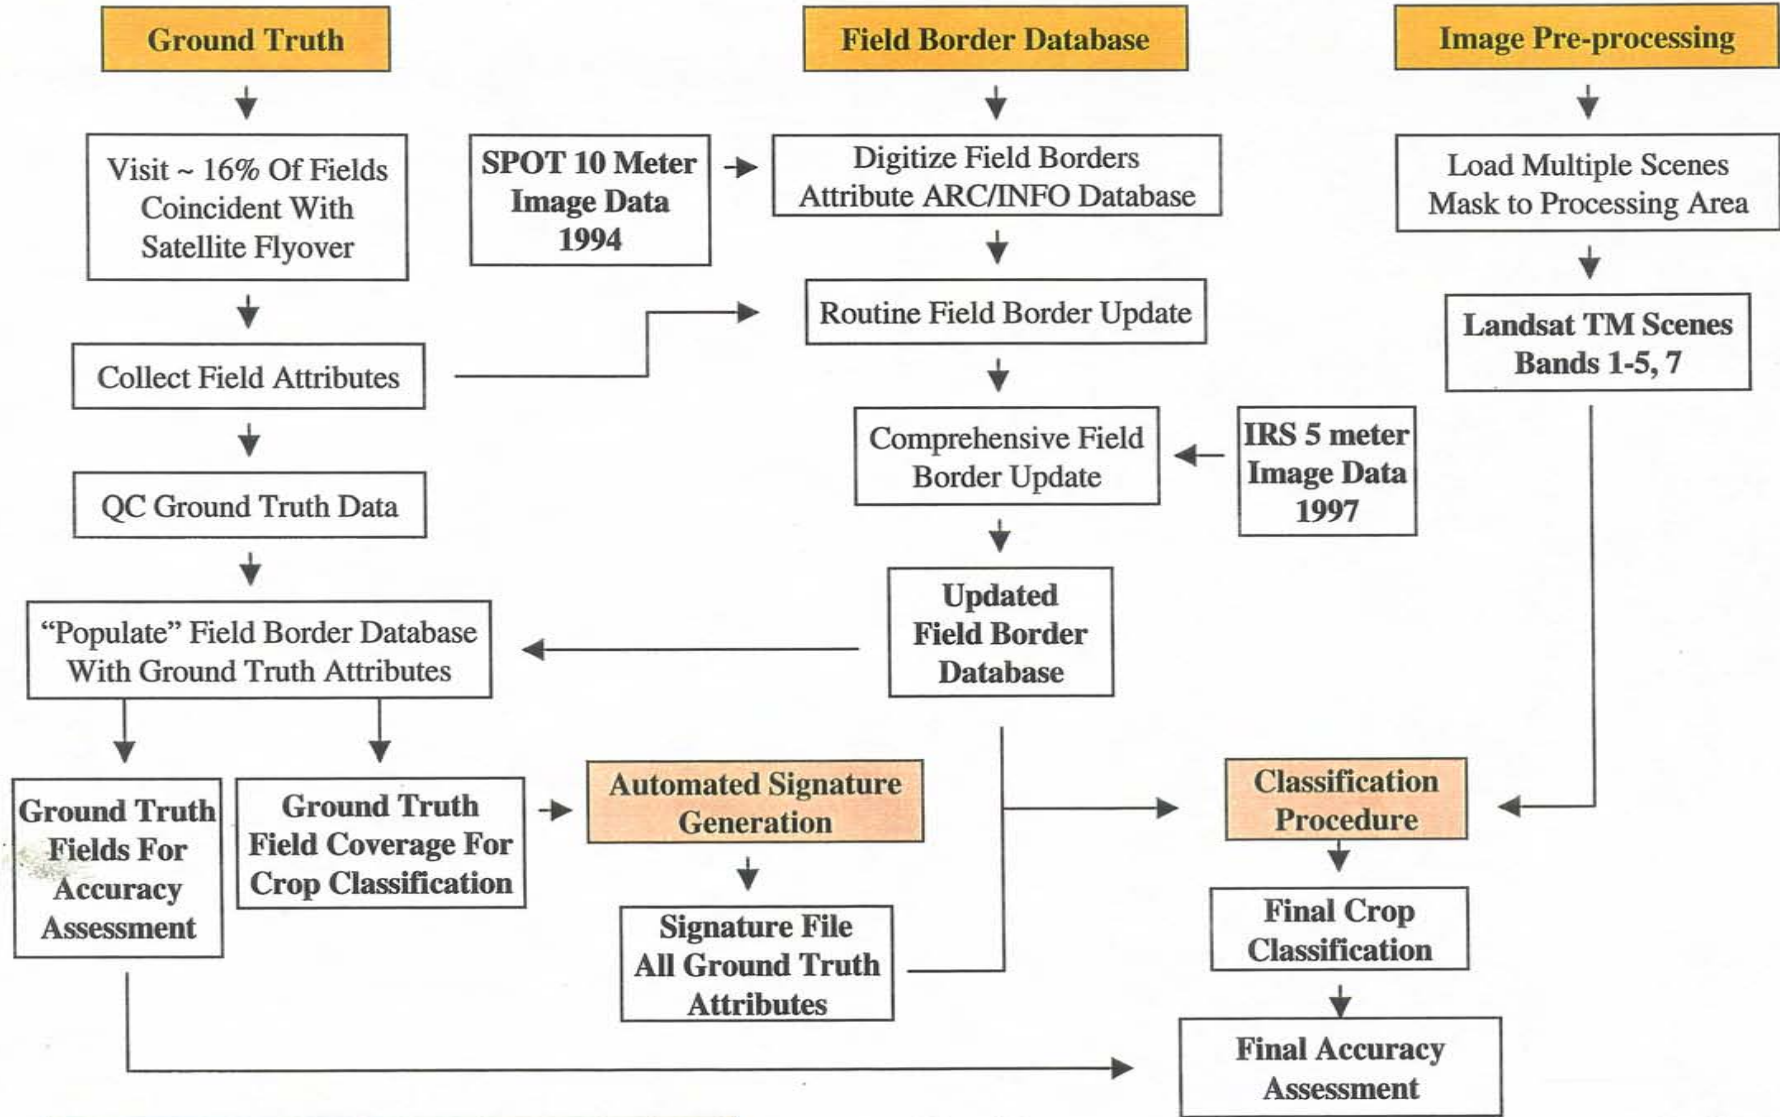 Ground Truth
Field Border Database
Image Pre-processing
Visit ~ 16% Of Fields
Coincident With
Satellite Flyover
SPOT 10 Meter
Image Data
1994
Digitize Field Borders
Attribute ARC/INFO Database
Load Multiple Scenes
Mask to Processing Area
Collect Field Attributes
Routine Field Border Update
Landsat TM Scenes
Bands 1-5, 7
QC Ground Truth Data
Comprehensive Field
Border Update
IRS 5 meter
Image Data
1997
“Populate” Field Border Database
With Ground Truth Attributes
Updated
Field Border
Database
Ground Truth
Fields For
Accuracy
Assessment
Ground Truth
Field Coverage For
Crop Classification
Automated Signature
Generation
Classification
Procedure
Signature File
All Ground Truth
Attributes
Final Crop
Classification
Final Accuracy
Assessment